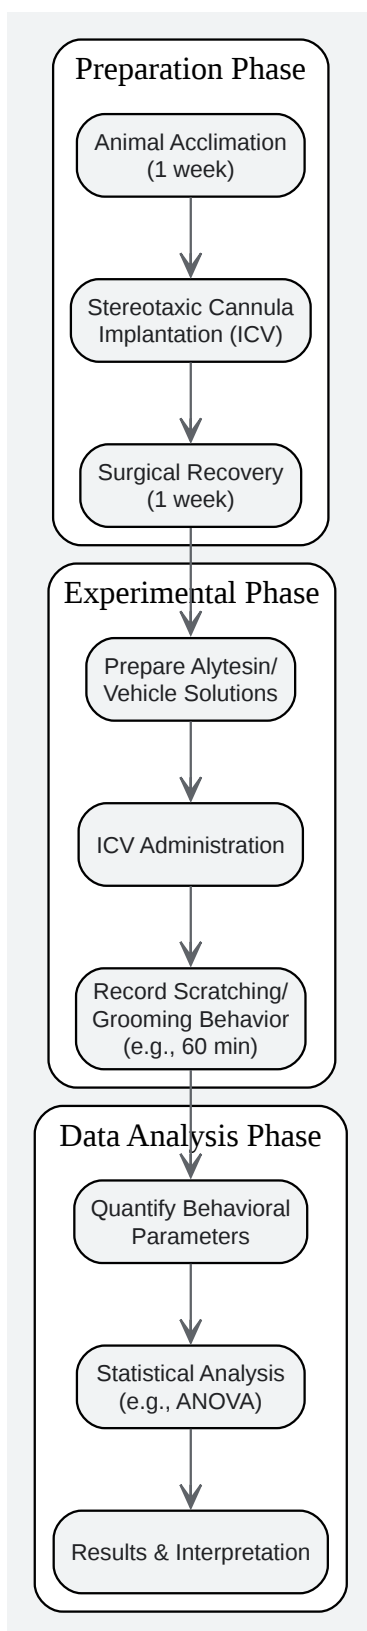 Preparation Phase
Animal Acclimation
(1 week)
Stereotaxic Cannula
Implantation (ICV)
Surgical Recovery
(1 week)
Experimental Phase
Prepare Alytesin/
Vehicle Solutions
ICV Administration
Record Scratching/
Grooming Behavior
(e.g., 60 min)
Data Analysis Phase
Quantify Behavioral
Parameters
Statistical Analysis
(e.g., ANOVA)
Results & Interpretation